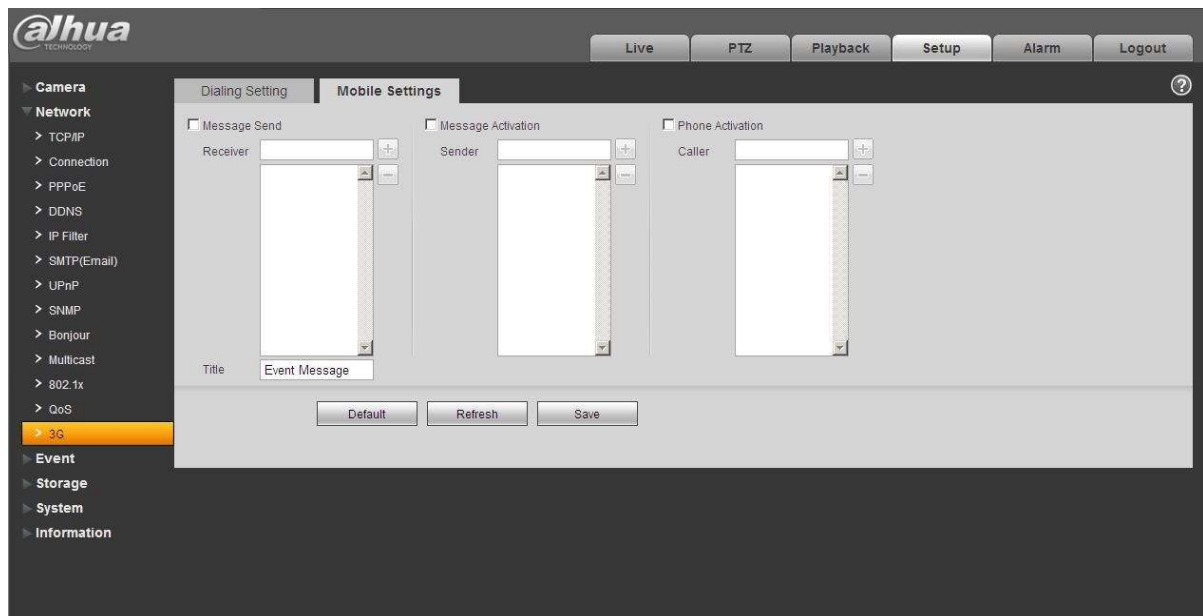 alhua
TECHNOLOGY
Live PTZ Playback Setup Alarm Logout
Camera
Network
> TCP/IP
> Connection
> PPPoE
> DDNS
> IP Filter
> SMTP(Email)
> UPnP
> SNMP
> Bonjour
> Multicast
> 802.1x
> QoS
> 3G
Event
Storage
System
Information
Dialing Setting Mobile Settings
?
Message Send Message Activation Phone Activation
Receiver Sender Caller
Title Event Message
Default Refresh Save